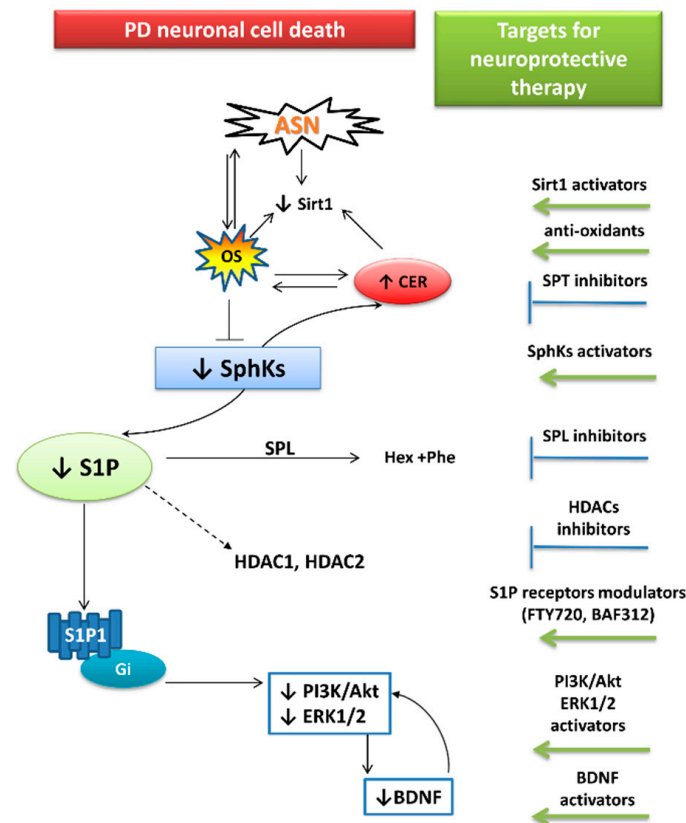 PD neuronal cell death
Targets for
neuroprotective
therapy
ASN
↓ Sirt1
OS
↑ CER
↓ SphKs
↓ S1P
SPL
Hex +Phe
HDAC1, HDAC2
S1P1
Gi
↓ PI3K/Akt
↓ ERK1/2
↓BDNF
Sirt1 activators
anti-oxidants
SPT inhibitors
SphKs activators
SPL inhibitors
HDACs
inhibitors
S1P receptors modulators
(FTY720, BAF312)
PI3K/Akt
ERK1/2
activators
BDNF
activators